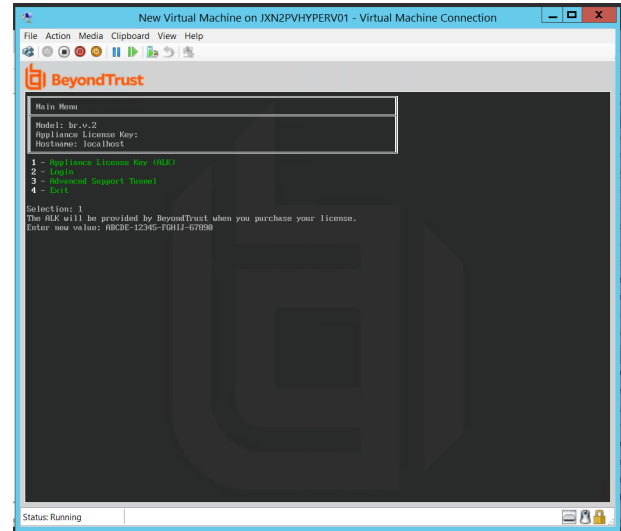 New Virtual Machine on JXN2PVHYPERV01 - Virtual Machine Connection
File Action Media Clipboard View Help
BeyondTrust
Main Menu
Model: br.v.2
Appliance License Key:
Hostname: localhost
1 - Appliance License Key (ALK)
2 - Login
3 - Advanced Support Tunnel
4 - Exit
Selection: 1
The ALK will be provided by BeyondTrust when you purchase your license.
Enter new value: ABCDE-12345-FGHIJ-67890
Status: Running